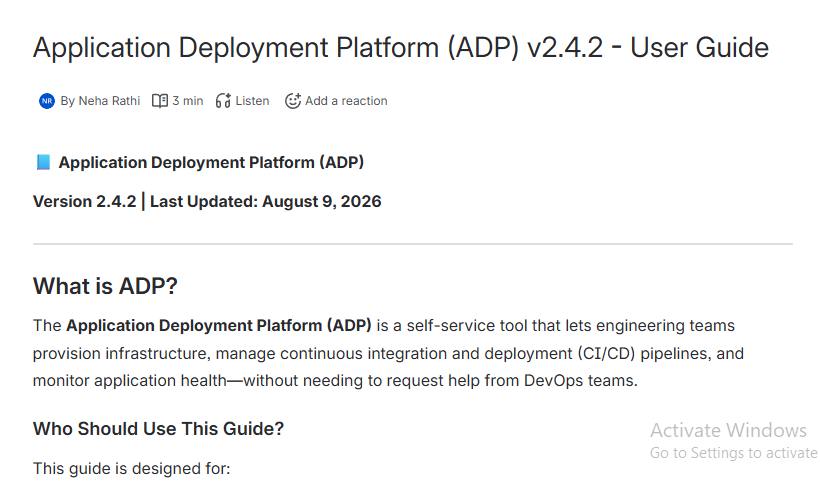 Application Deployment Platform (ADP) v2.4.2 - User Guide
NR By Neha Rathi 3 min Listen Add a reaction
Application Deployment Platform (ADP)
Version 2.4.2 | Last Updated: August 9, 2026
What is ADP?
The Application Deployment Platform (ADP) is a self-service tool that lets engineering teams
provision infrastructure, manage continuous integration and deployment (CI/CD) pipelines, and
monitor application health—without needing to request help from DevOps teams.
Who Should Use This Guide?
This guide is designed for:
Activate Windows
Go to Settings to activate